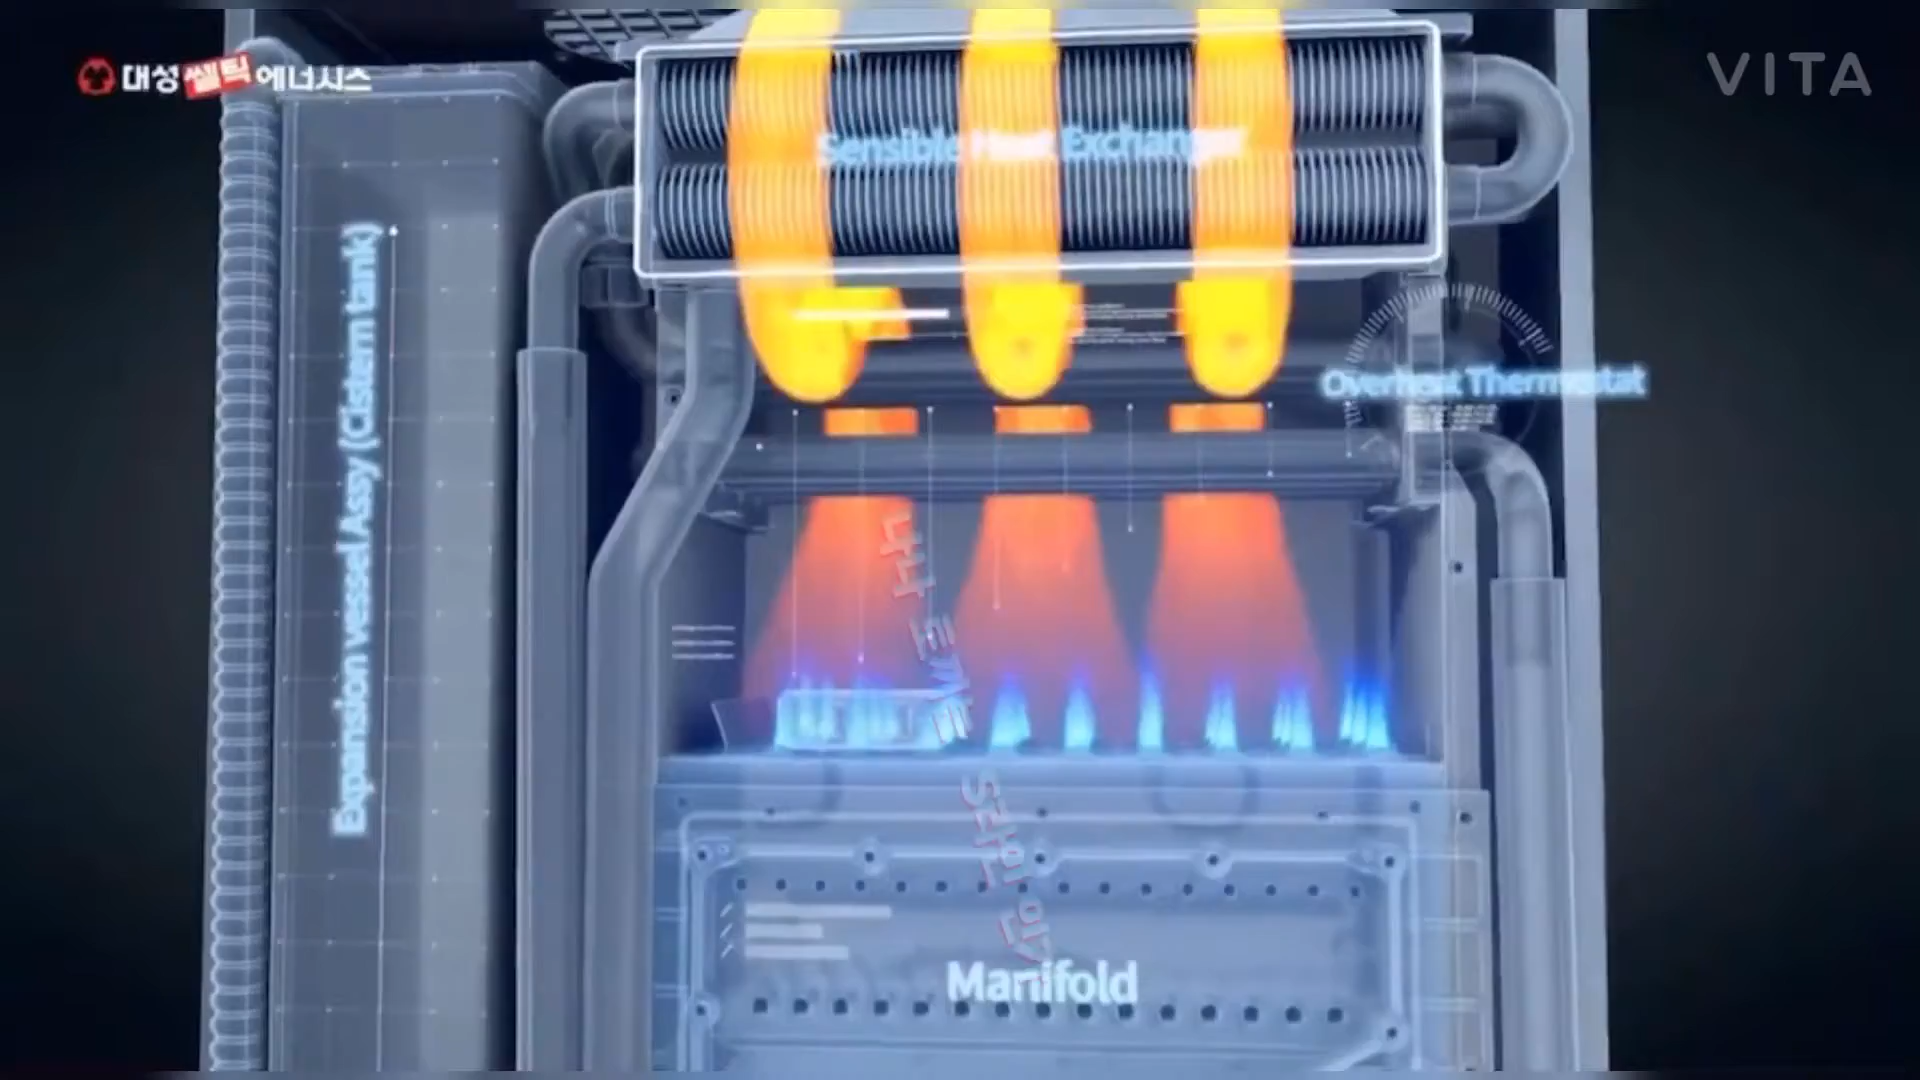 대성 쎌틱 에너시스
VITA
Sensible Heat Exchanger
Overheat Thermostat
Expansion vessel Assy (Cistern tank)
Manifold